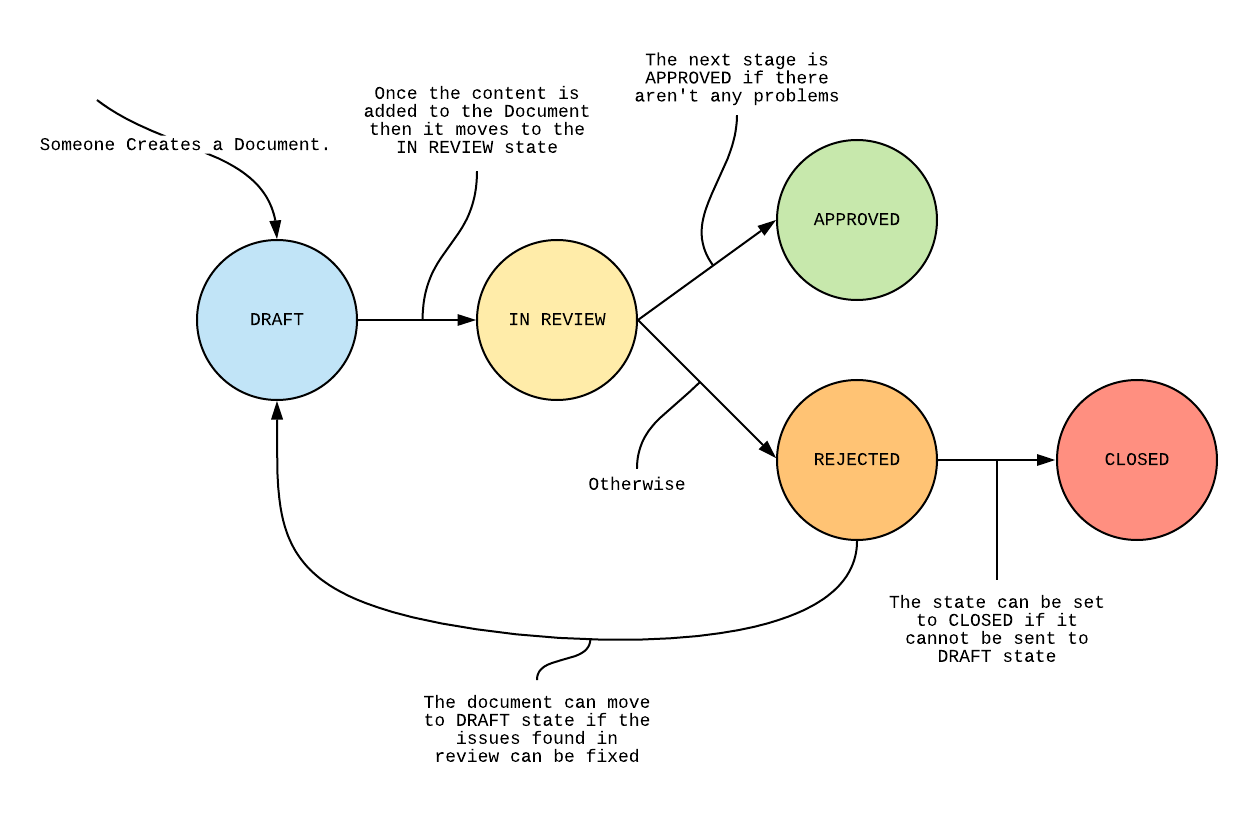 The next stage is
APPROVED if there
aren't any problems
Once the content is
added to the Document
then it moves to the
IN REVIEW state
Someone Creates a Document.
APPROVED
DRAFT
IN REVIEW
REJECTED
CLOSED
Otherwise
The state can be set
to CLOSED if it
cannot be sent to
DRAFT state
The document can move
to DRAFT state if the
issues found in
review can be fixed